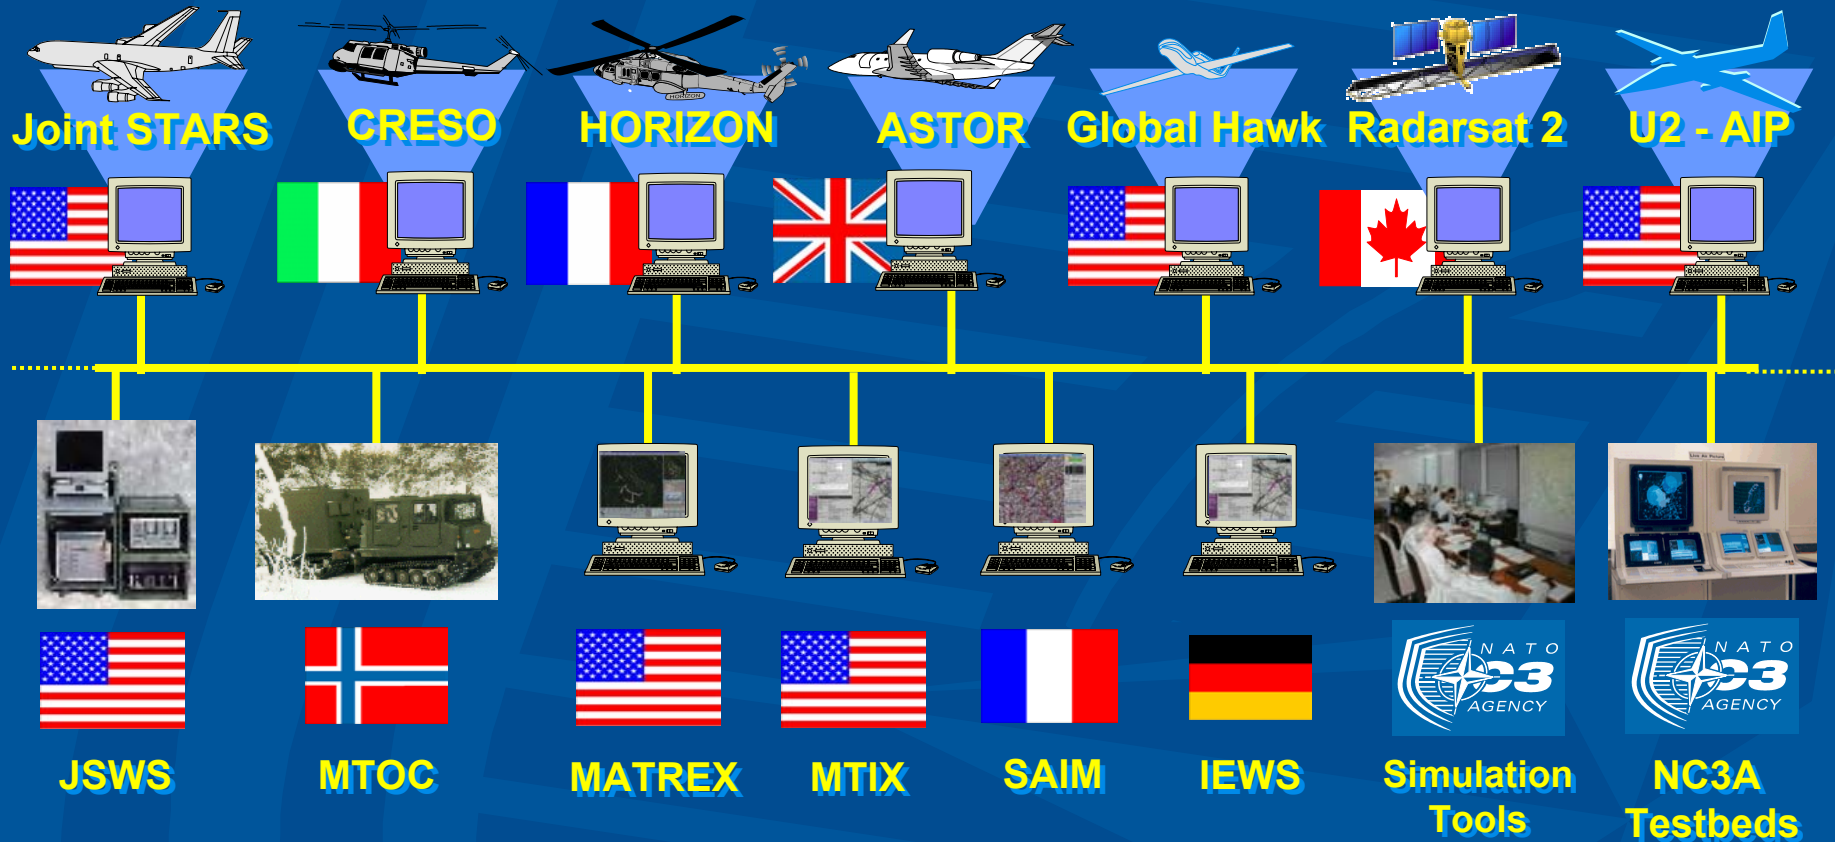 HORIZON
Joint STARS
CRESO
HORIZON
ASTOR
Global Hawk
Radarsat 2
U2 - AIP
NATO
C3
AGENCY
NATO
C3
AGENCY
JSWS
MTOC
MATREX
MTIX
SAIM
IEWS
Simulation
Tools
NC3A
Testbeds